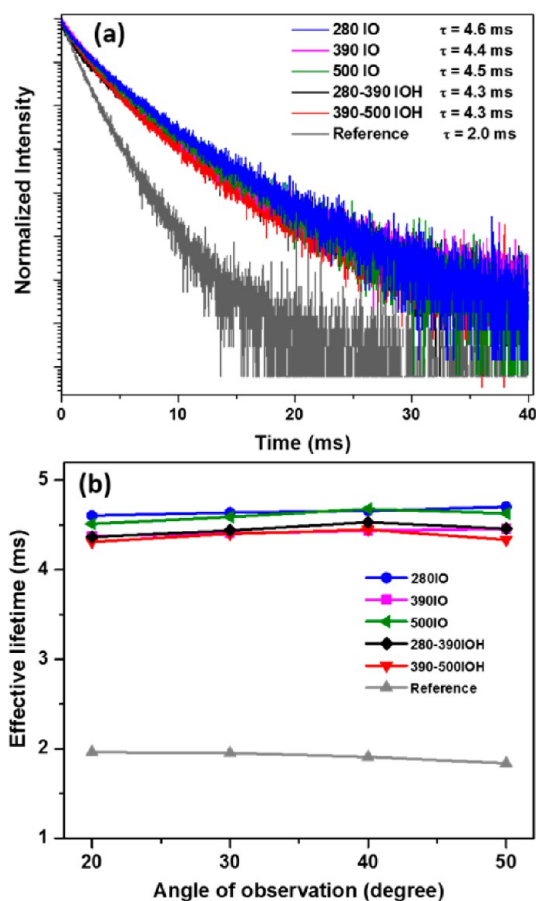 (a)
280 IO τ = 4.6 ms
390 IO τ = 4.4 ms
500 IO τ = 4.5 ms
280-390 IOH τ = 4.3 ms
390-500 IOH τ = 4.3 ms
Reference τ = 2.0 ms
Normalized Intensity
0 10 20 30 40
Time (ms)
(b)
5
4
3
2
1
Effective lifetime (ms)
280IO
390IO
500IO
280-390IOH
390-500IOH
Reference
20 30 40 50
Angle of observation (degree)